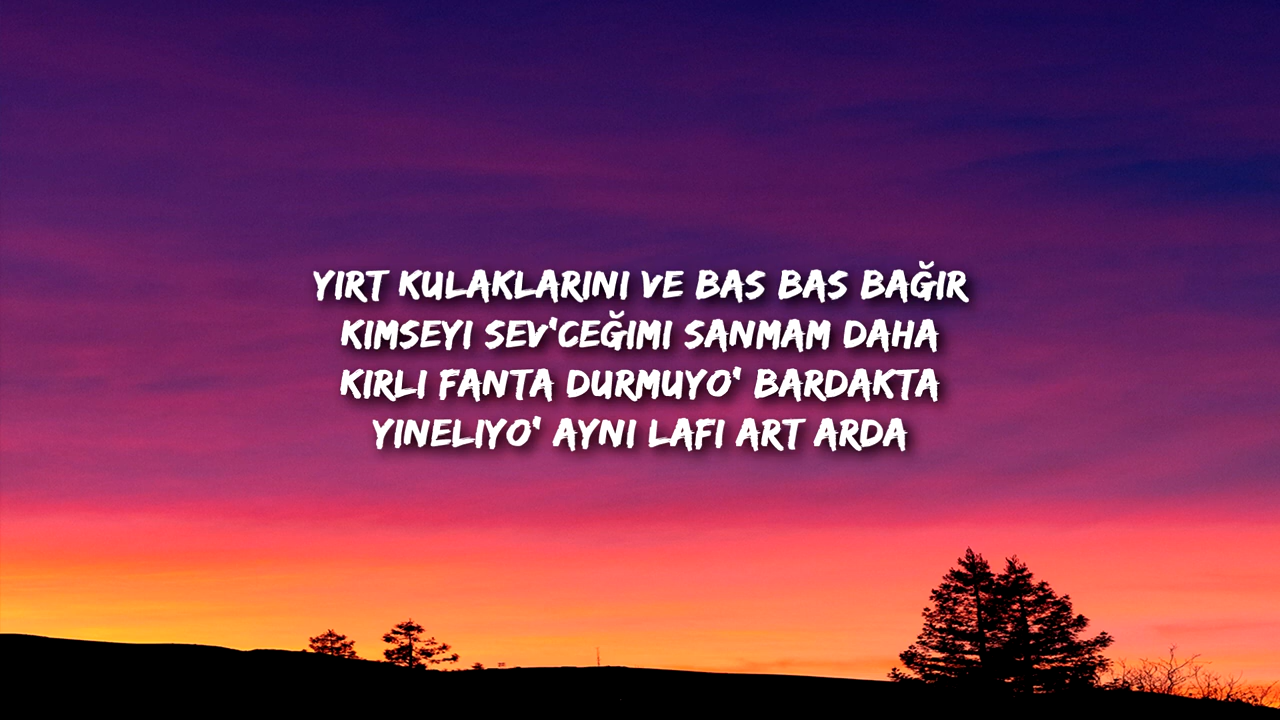 YIRT KULAKLARINI VE BAS BAS BAĞIR
KIMSEYI SEV'CEĞIMI SANMAM DAHA
KIRLI FANTA DURMUYO' BARDAKTA
YINELIYO' AYNI LAFI ART ARDA